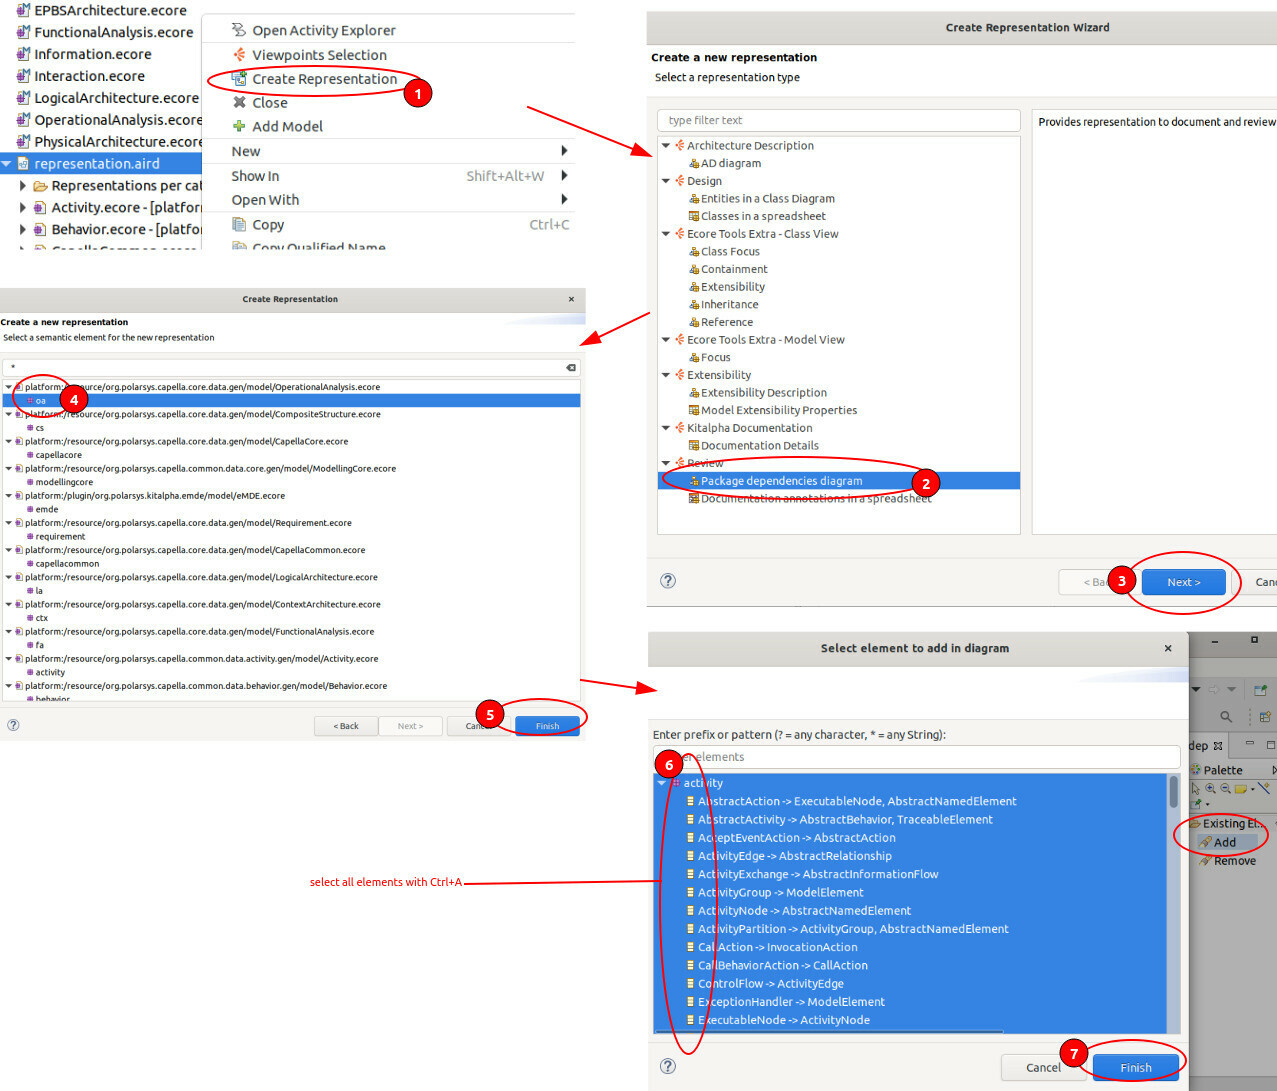 EPBSArchitecture.ecore
FunctionalAnalysis.ecore
Information.ecore
Interaction.ecore
LogicalArchitecture.ecore
OperationalAnalysis.ecore
PhysicalArchitecture.ecore
representation.aird
Representations per cat
Activity.ecore - [platfor
Behavior.ecore - [platfor
CapellaCommon.ecore
Open Activity Explorer
Viewpoints Selection
Create Representation
1
Close
Add Model
New
Show In Shift+Alt+W
Open With
Copy Ctrl+C
Copy Qualified Name
Create Representation Wizard
Create a new representation
Select a representation type
type filter text
Architecture Description
AD diagram
Design
Entities in a Class Diagram
Classes in a spreadsheet
Ecore Tools Extra - Class View
Class Focus
Containment
Extensibility
Inheritance
Reference
Ecore Tools Extra - Model View
Focus
Extensibility
Extensibility Description
Model Extensibility Properties
Kitalpha Documentation
Documentation Details
Review
Package dependencies diagram
2
Documentation annotations in a spreadsheet
Provides representation to document and review
? < Bac 3 Next > Canc
Create Representation ×
Create a new representation
Select a semantic element for the new representation
*
platform:/resource/org.polarsys.capella.core.data.gen/model/OperationalAnalysis.ecore
oa 4
platform:/resource/org.polarsys.capella.core.data.gen/model/CompositeStructure.ecore
cs
platform:/resource/org.polarsys.capella.core.data.gen/model/CapellaCore.ecore
capellacore
platform:/resource/org.polarsys.capella.common.data.core.gen/model/ModellingCore.ecore
modellingcore
platform:/plugin/org.polarsys.kitalpha.emde/model/eMDE.ecore
emde
platform:/resource/org.polarsys.capella.core.data.gen/model/Requirement.ecore
requirement
platform:/resource/org.polarsys.capella.core.data.gen/model/CapellaCommon.ecore
capellacommon
platform:/resource/org.polarsys.capella.core.data.gen/model/LogicalArchitecture.ecore
la
platform:/resource/org.polarsys.capella.core.data.gen/model/ContextArchitecture.ecore
ctx
platform:/resource/org.polarsys.capella.core.data.gen/model/FunctionalAnalysis.ecore
fa
platform:/resource/org.polarsys.capella.common.data.activity.gen/model/Activity.ecore
activity
platform:/resource/org.polarsys.capella.common.data.behavior.gen/model/Behavior.ecore
behavior
? < Back Next > Cance 5 Finish
Select element to add in diagram ×
Enter prefix or pattern (? = any character, * = any String):
6 er elements
activity
AbstractAction -> ExecutableNode, AbstractNamedElement
AbstractActivity -> AbstractBehavior, TraceableElement
AcceptEventAction -> AbstractAction
ActivityEdge -> AbstractRelationship
ActivityExchange -> AbstractInformationFlow
ActivityGroup -> ModelElement
ActivityNode -> AbstractNamedElement
ActivityPartition -> ActivityGroup, AbstractNamedElement
CallAction -> InvocationAction
CallBehaviorAction -> CallAction
ControlFlow -> ActivityEdge
ExceptionHandler -> ModelElement
ExecutableNode -> ActivityNode
select all elements with Ctrl+A
? Cancel 7 Finish
dep
Palette
Existing El...
Add
Remove